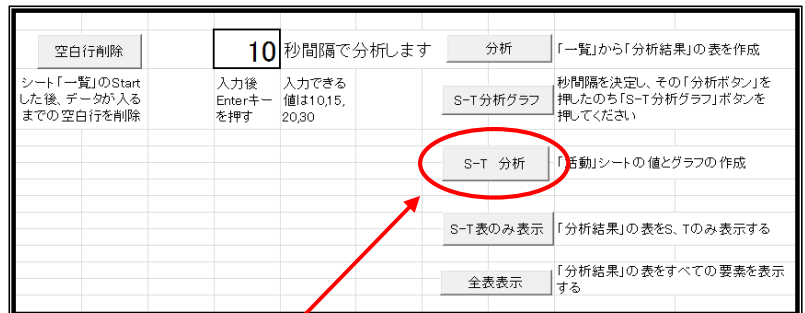 空白行削除
10 秒間隔で分析します
分析
「一覧」から「分析結果」の表を作成
シート「一覧」のStart
した後、データが入る
までの空白行を削除
入力後
Enterキー
を押す
入力できる
値は10,15,
20,30
S-T分析グラフ
秒間隔を決定し、その「分析ボタン」を
押したのち「S-T分析グラフ」ボタンを
押してください
S-T 分析
「活動」シートの値とグラフの作成
S-T表のみ表示
「分析結果」の表をS、Tのみ表示する
全表表示
「分析結果」の表をすべての要素を表示
する